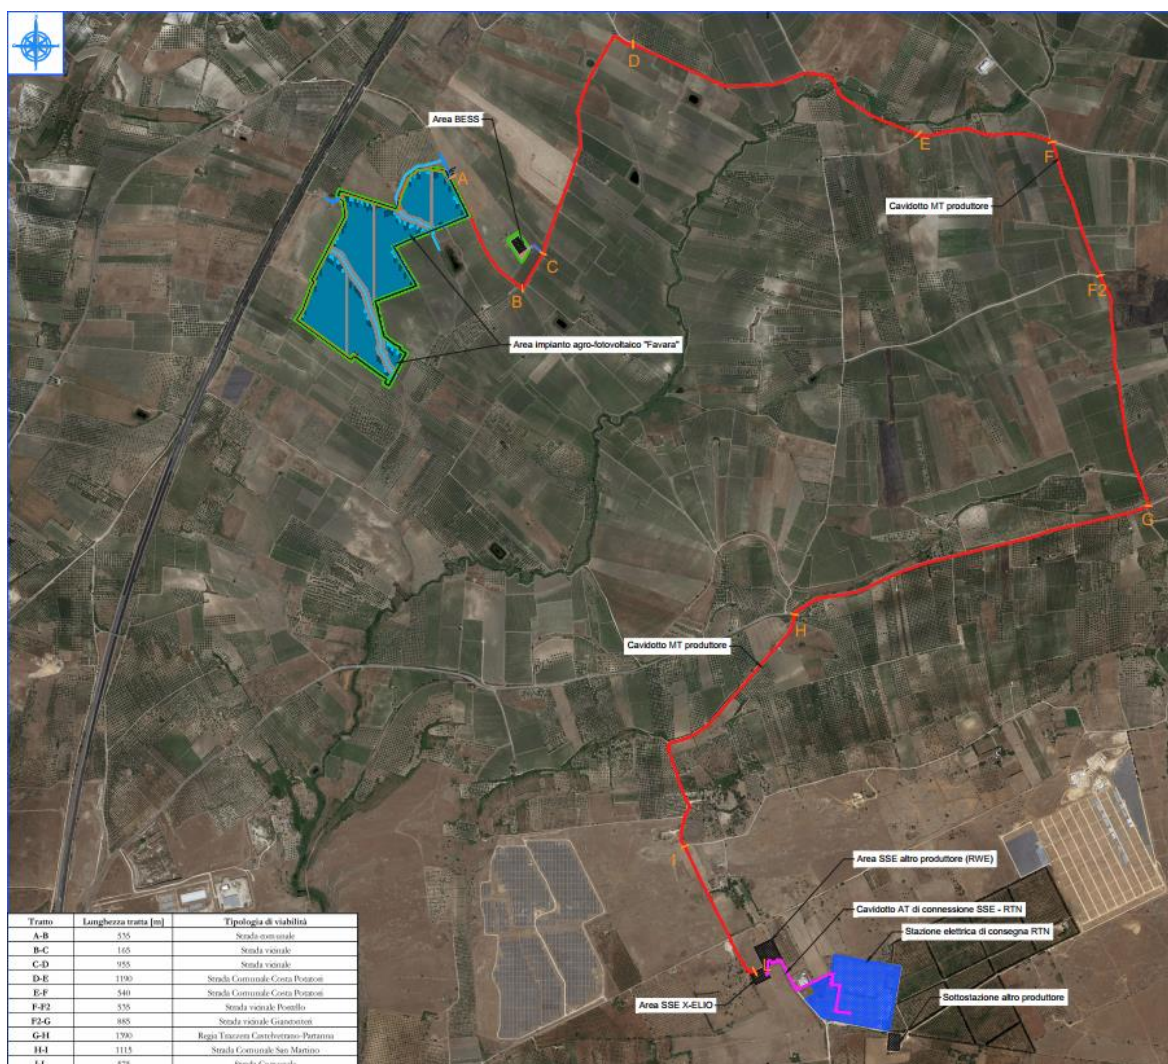 D
Area BESS
A
E
F
Cavidotto MT produttore
C
F2
B
Area impianto agro-fotovoltaico "Favara"
G
H
Cavidotto MT produttore
I
Area SSE altro produttore (RWE)
Cavidotto AT di connessione SSE - RTN
Stazione elettrica di consegna RTN
L
Area SSE X-ELIO
Sottostazione altro produttore
Tratto Lunghezza tratta [m] Tipologia di viabilità
A-B 535 Strada comunale
B-C 165 Strada vicinale
C-D 955 Strada vicinale
D-E 1190 Strada Comunale Costa Potatori
E-F 540 Strada Comunale Costa Potatori
F-F2 535 Strada vicinale
F2-G 885 Strada vicinale
G-H 1390 Regia Trazzera Castelvetrano-Partanna
H-I 1115 Strada Comunale San Martino
Strada Comunale